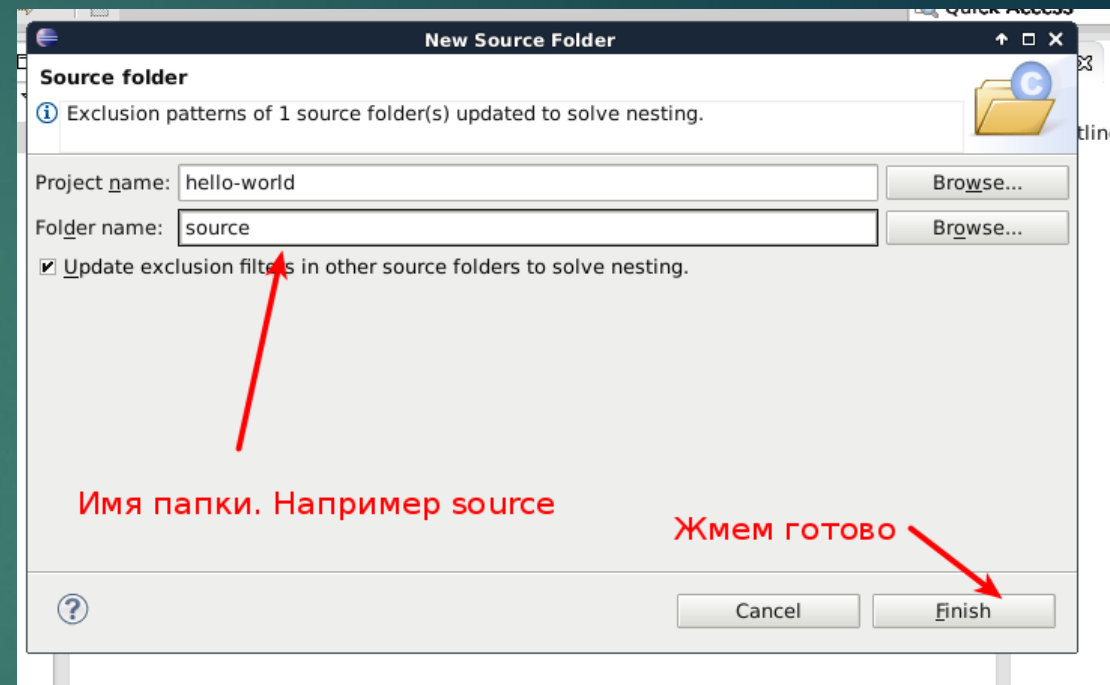 Quick Access
New Source Folder
Source folder
Exclusion patterns of 1 source folder(s) updated to solve nesting.
Project name: hello-world Browse...
Folder name: source Browse...
Update exclusion filters in other source folders to solve nesting.
Имя папки. Например source
Жмем готово
Cancel Finish